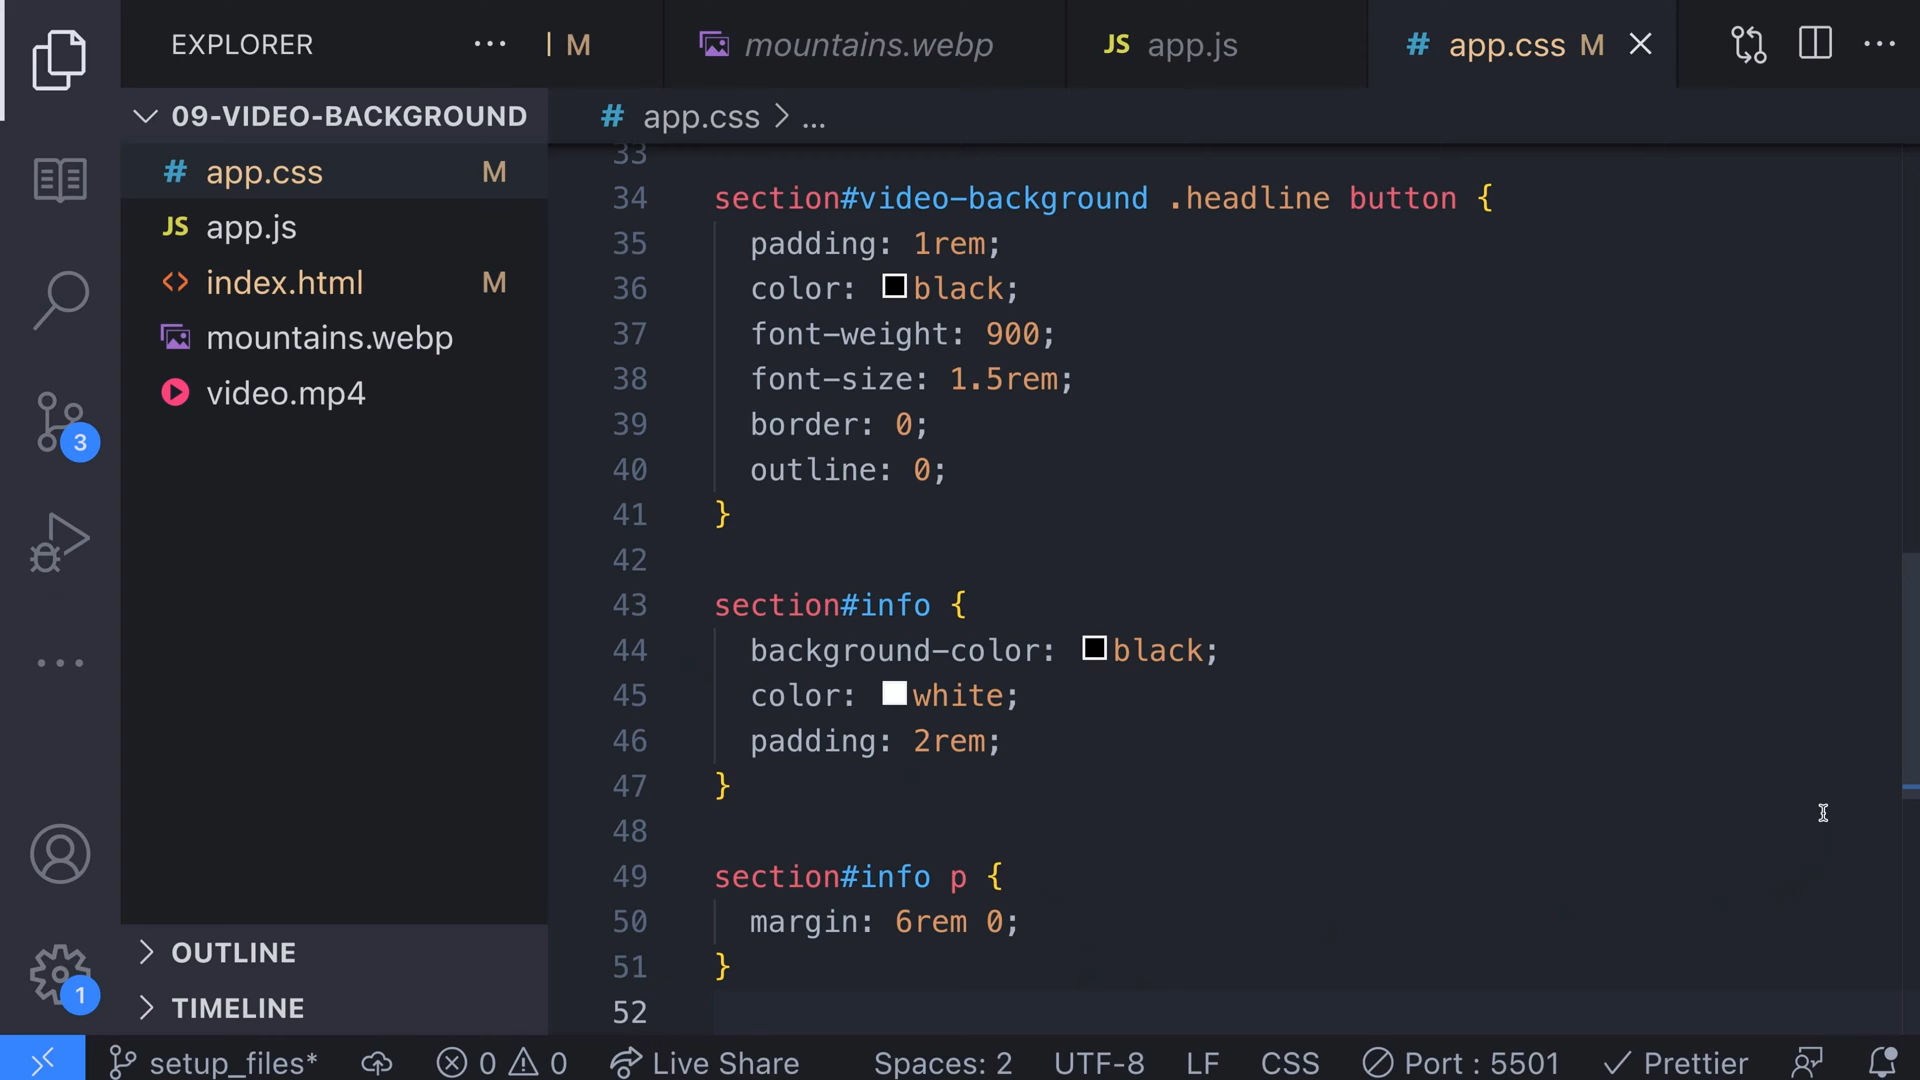 EXPLORER
M
mountains.webp
JS app.js
# app.css M
09-VIDEO-BACKGROUND
# app.css > ...
# app.css M
JS app.js
<> index.html M
mountains.webp
video.mp4
33
34 section#video-background .headline button {
35 padding: 1rem;
36 color: black;
37 font-weight: 900;
38 font-size: 1.5rem;
39 border: 0;
40 outline: 0;
41 }
42
43 section#info {
44 background-color: black;
45 color: white;
46 padding: 2rem;
47 }
48
49 section#info p {
50 margin: 6rem 0;
51 }
52
3
1
OUTLINE
TIMELINE
setup_files* 0 0 Live Share Spaces: 2 UTF-8 LF CSS Port : 5501 Prettier